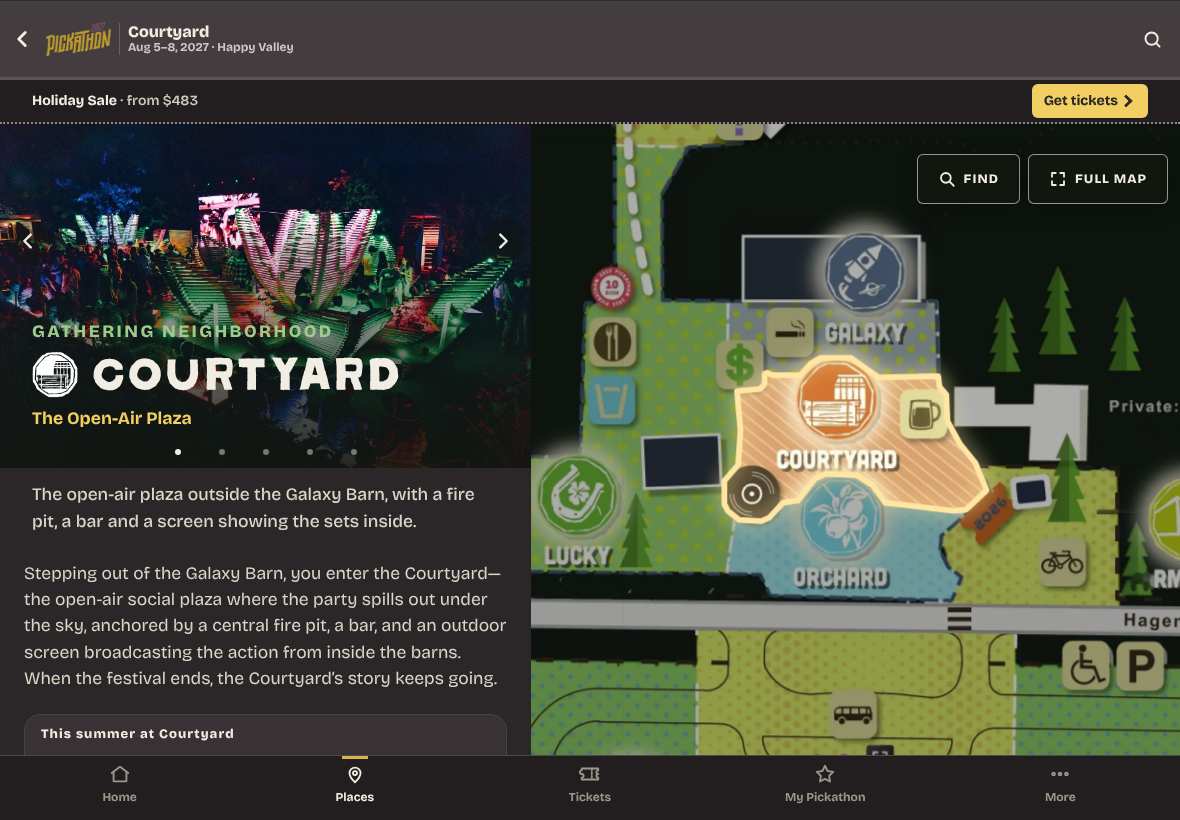 PICKATHON
Courtyard
Aug 5–8, 2027 · Happy Valley
Holiday Sale · from $483
Get tickets
GATHERING NEIGHBORHOOD
COURTYARD
The Open-Air Plaza
The open-air plaza outside the Galaxy Barn, with a fire
pit, a bar and a screen showing the sets inside.
Stepping out of the Galaxy Barn, you enter the Courtyard—
the open-air social plaza where the party spills out under
the sky, anchored by a central fire pit, a bar, and an outdoor
screen broadcasting the action from inside the barns.
When the festival ends, the Courtyard's story keeps going.
This summer at Courtyard
FIND
FULL MAP
10
GALAXY
$
Private:
COURTYARD
2026
LUCKY
ORCHARD
RM
Hager
P
Home
Places
Tickets
My Pickathon
More